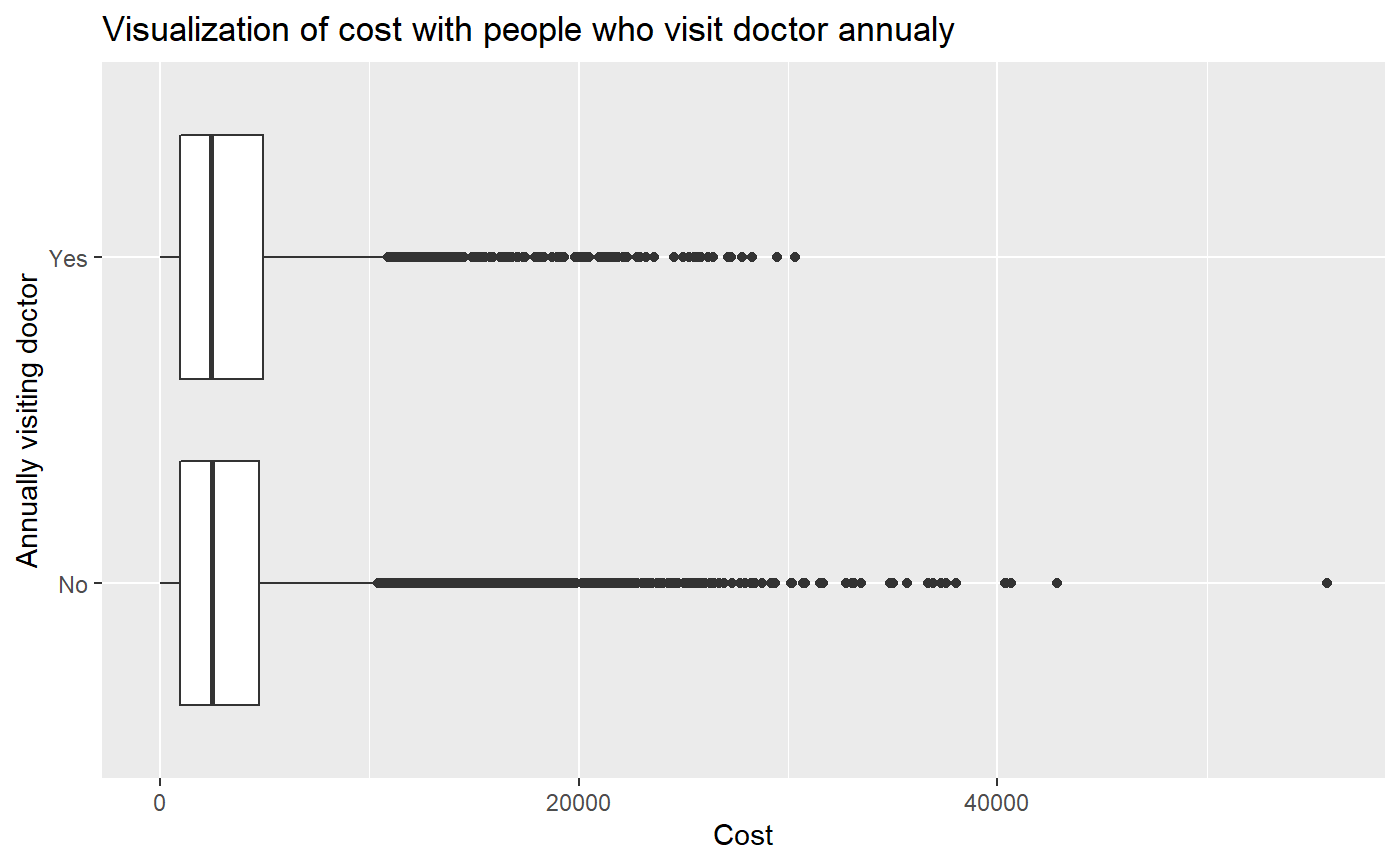 Visualization of cost with people who visit doctor annualy
Annually visiting doctor
Yes
No
0
20000
40000
Cost